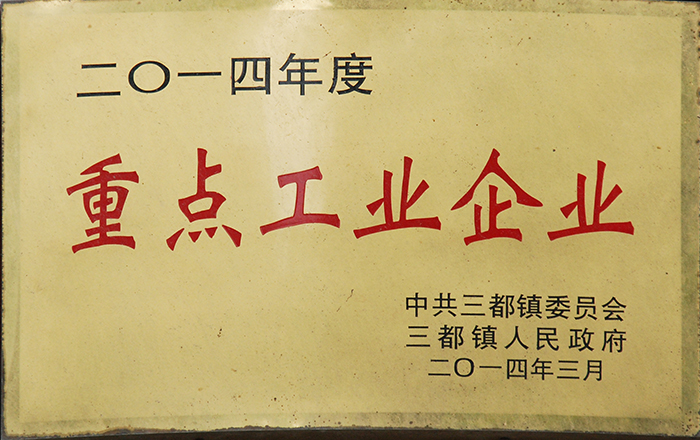 二〇一四年度
重点工业企业
中共三都镇委员会
三都镇人民政府
二〇一四年三月